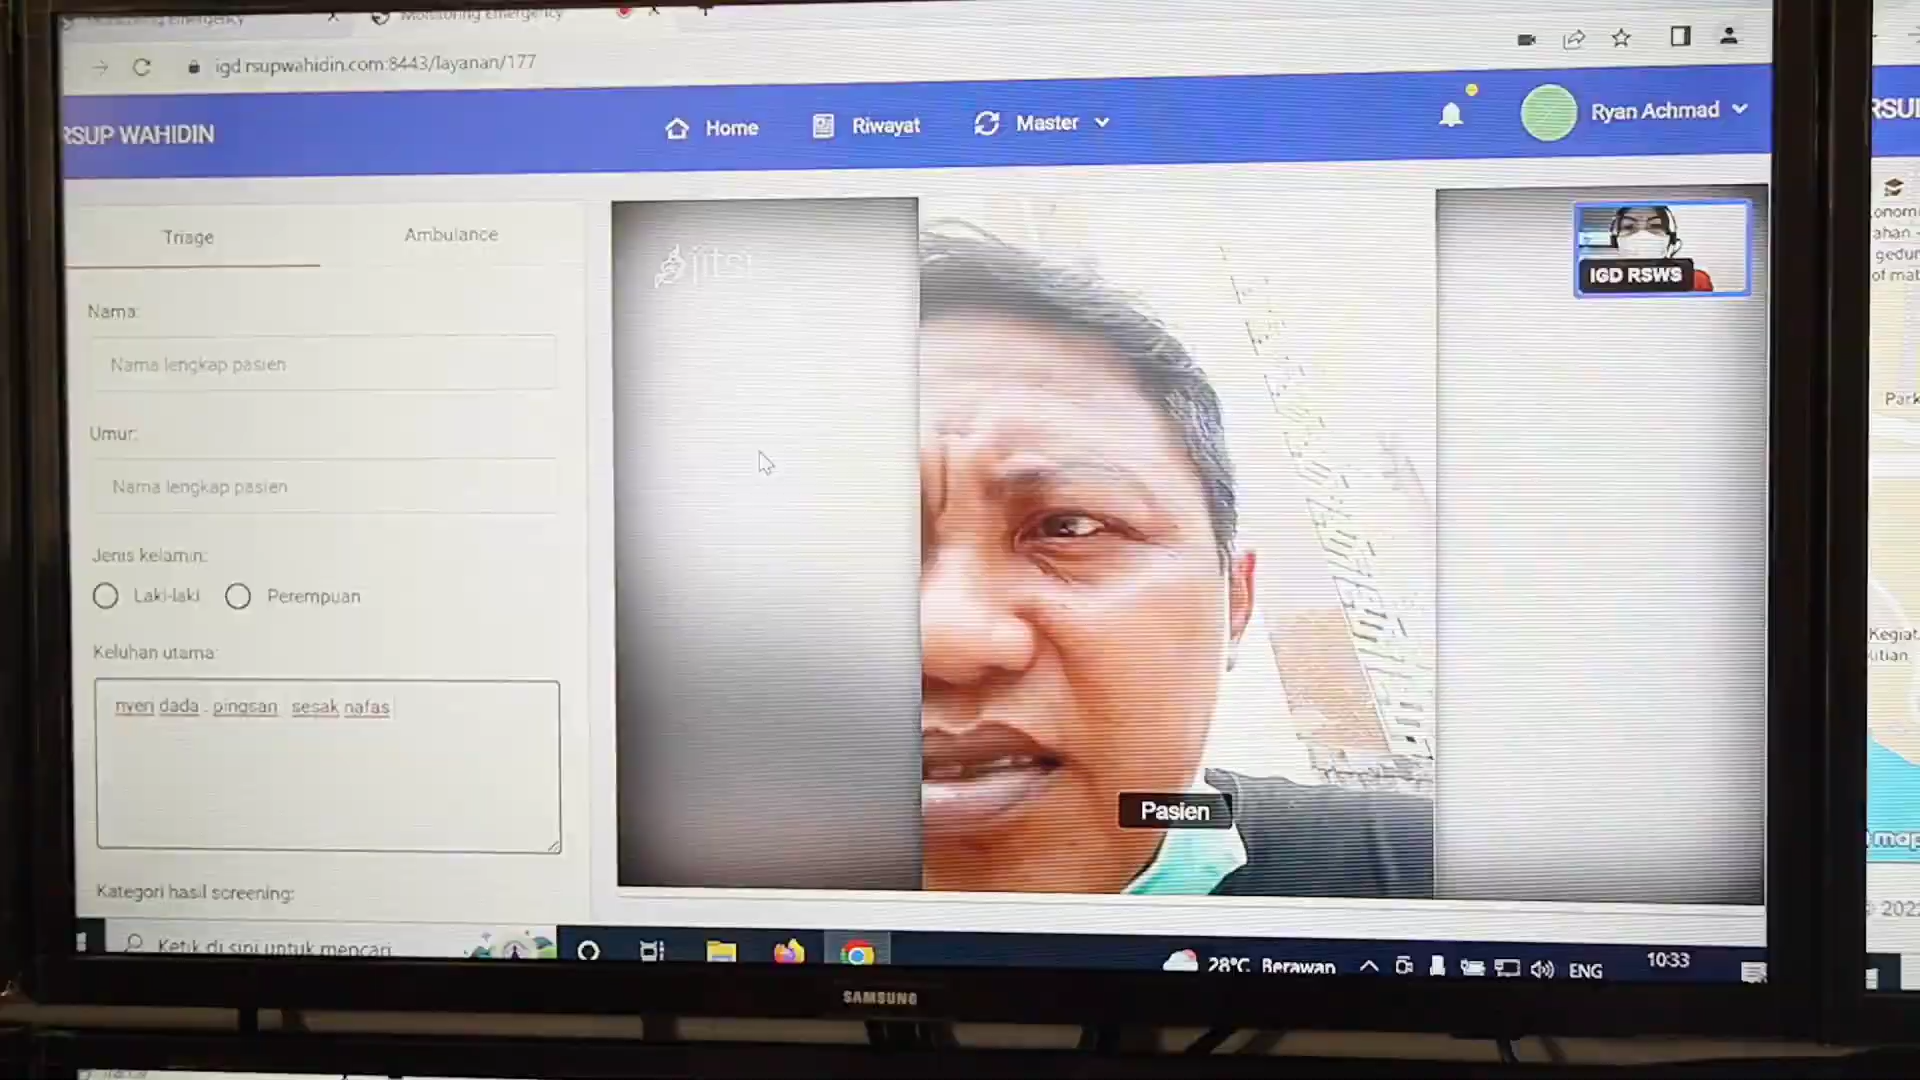 Monitoring Emergency
igd.rsupwahidin.com:8443/layanan/177
RSUP WAHIDIN
Home
Riwayat
Master
Ryan Achmad
Triage
Ambulance
Nama:
Nama lengkap pasien
Umur:
Nama lengkap pasien
Jenis kelamin:
Laki-laki
Perempuan
Keluhan utama:
nyeri dada . pingsan sesak nafas
Kategori hasil screening:
jitsi
IGD RSWS
Pasien
Ketik di sini untuk mencari
28°C Berawan
ENG
10:33
SAMSUNG